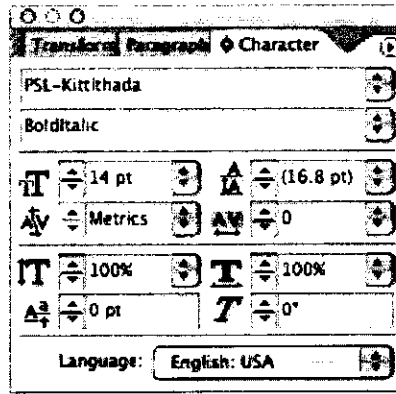 Transform Paragraph Character
PSL-Kittithada
BoldItalic
14 pt (16.8 pt)
Metrics 0
100% 100%
0 pt 0°
Language: English: USA